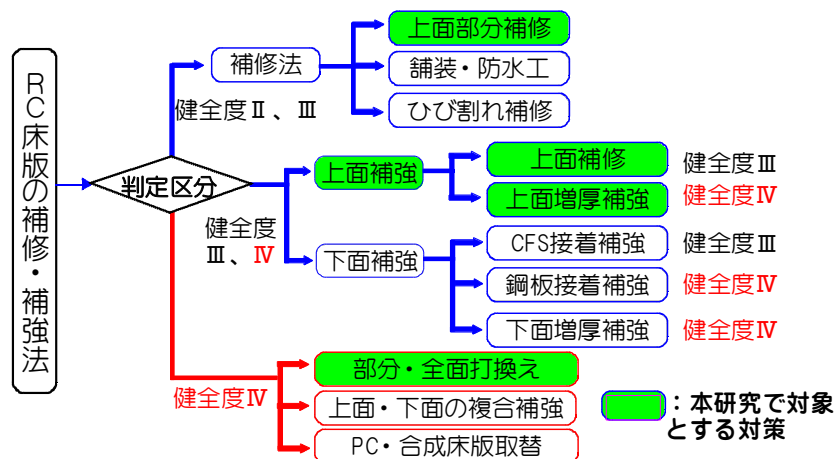 RC床版の補修・補強法
判定区分
補修法
健全度Ⅱ、Ⅲ
上面部分補修
舗装・防水工
ひび割れ補修
上面補強
健全度
Ⅲ、Ⅳ
上面補修
健全度Ⅲ
上面増厚補強
健全度Ⅳ
下面補強
CFS接着補強
健全度Ⅲ
鋼板接着補強
健全度Ⅳ
下面増厚補強
健全度Ⅳ
健全度Ⅳ
部分・全面打換え
上面・下面の複合補強
PC・合成床版取替
：本研究で対象
とする対策